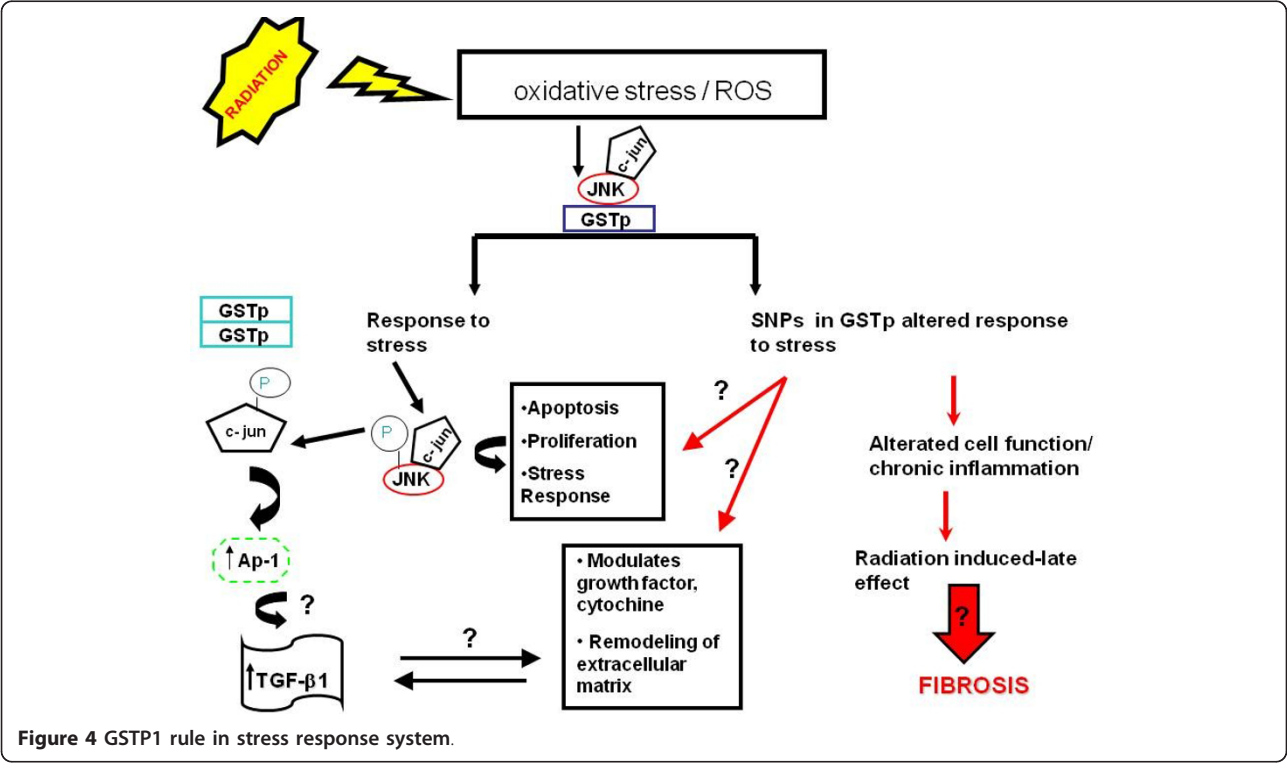 RADIATION
oxidative stress / ROS
c-jun
JNK
GSTp
GSTp
GSTp
Response to
stress
SNPs in GSTp altered response
to stress
P
c-jun
P
c-jun
JNK
•Apoptosis
•Proliferation
•Stress
Response
?
?
Alterated cell function/
chronic inflammation
↑Ap-1
?
• Modulates
growth factor,
cytochine
• Remodeling of
extracellular
matrix
Radiation induced-late
effect
?
?
↑TGF-β1
FIBROSIS
Figure 4 GSTP1 rule in stress response system.